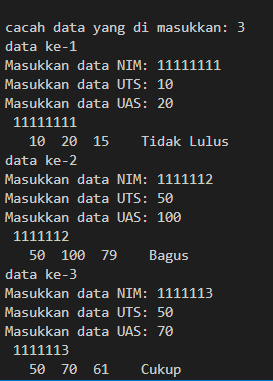 cacah data yang di masukkan: 3
data ke-1
Masukkan data NIM: 11111111
Masukkan data UTS: 10
Masukkan data UAS: 20
11111111
10 20 15 Tidak Lulus
data ke-2
Masukkan data NIM: 1111112
Masukkan data UTS: 50
Masukkan data UAS: 100
1111112
50 100 79 Bagus
data ke-3
Masukkan data NIM: 1111113
Masukkan data UTS: 50
Masukkan data UAS: 70
1111113
50 70 61 Cukup